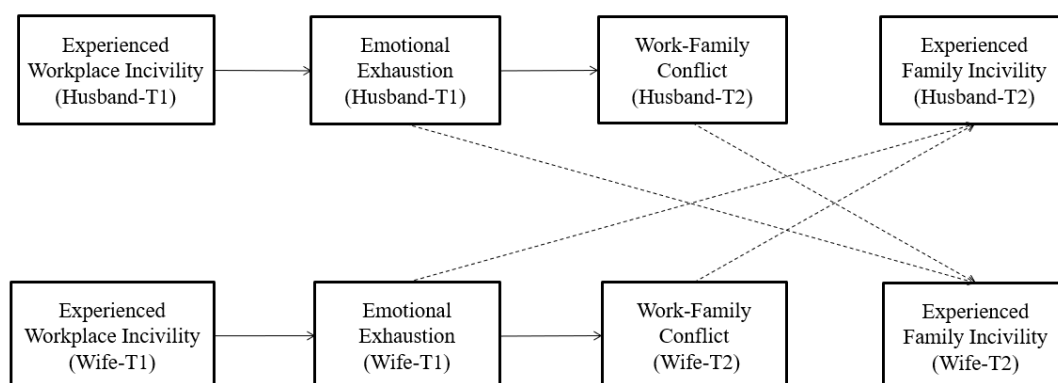 Experienced
Workplace Incivility
(Husband-T1)
Emotional
Exhaustion
(Husband-T1)
Work-Family
Conflict
(Husband-T2)
Experienced
Family Incivility
(Husband-T2)
Experienced
Workplace Incivility
(Wife-T1)
Emotional
Exhaustion
(Wife-T1)
Work-Family
Conflict
(Wife-T2)
Experienced
Family Incivility
(Wife-T2)